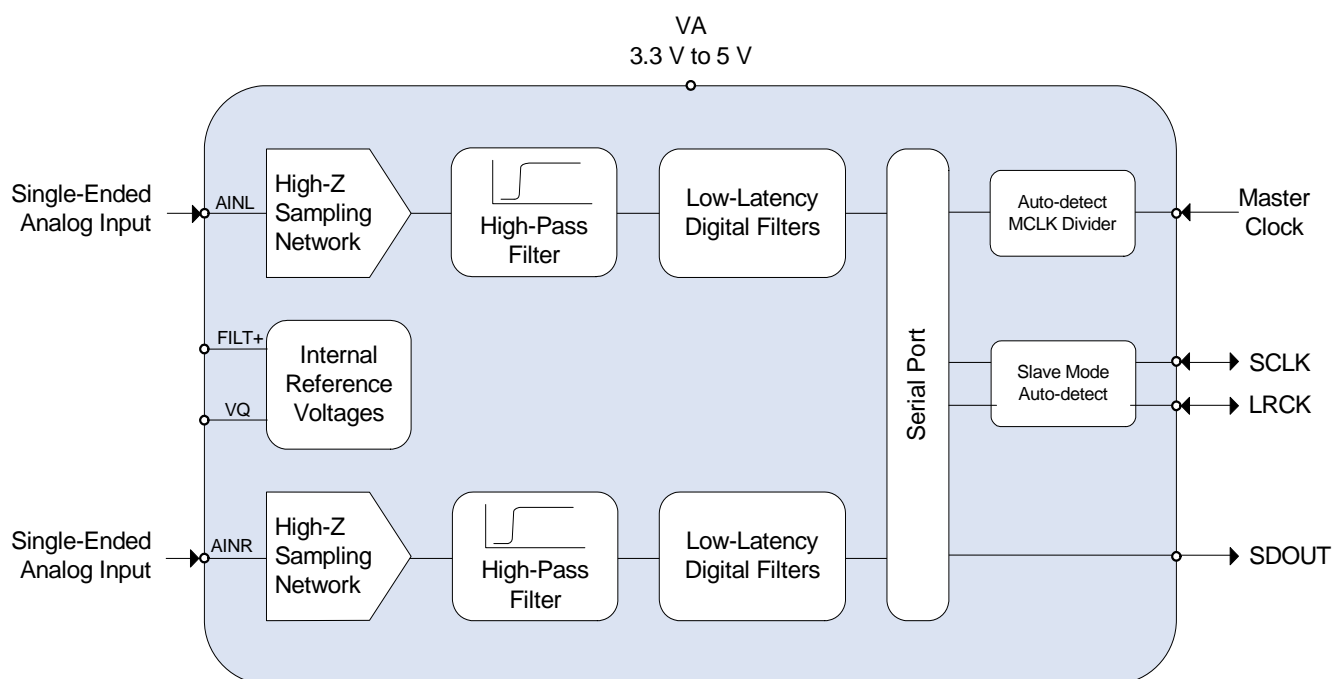 VA
3.3 V to 5 V
Single-Ended
Analog Input
AINL
High-Z
Sampling
Network
High-Pass
Filter
Low-Latency
Digital Filters
Auto-detect
MCLK Divider
Master
Clock
FILT+
VQ
Internal
Reference
Voltages
Serial Port
Slave Mode
Auto-detect
SCLK
LRCK
Single-Ended
Analog Input
AINR
High-Z
Sampling
Network
High-Pass
Filter
Low-Latency
Digital Filters
SDOUT